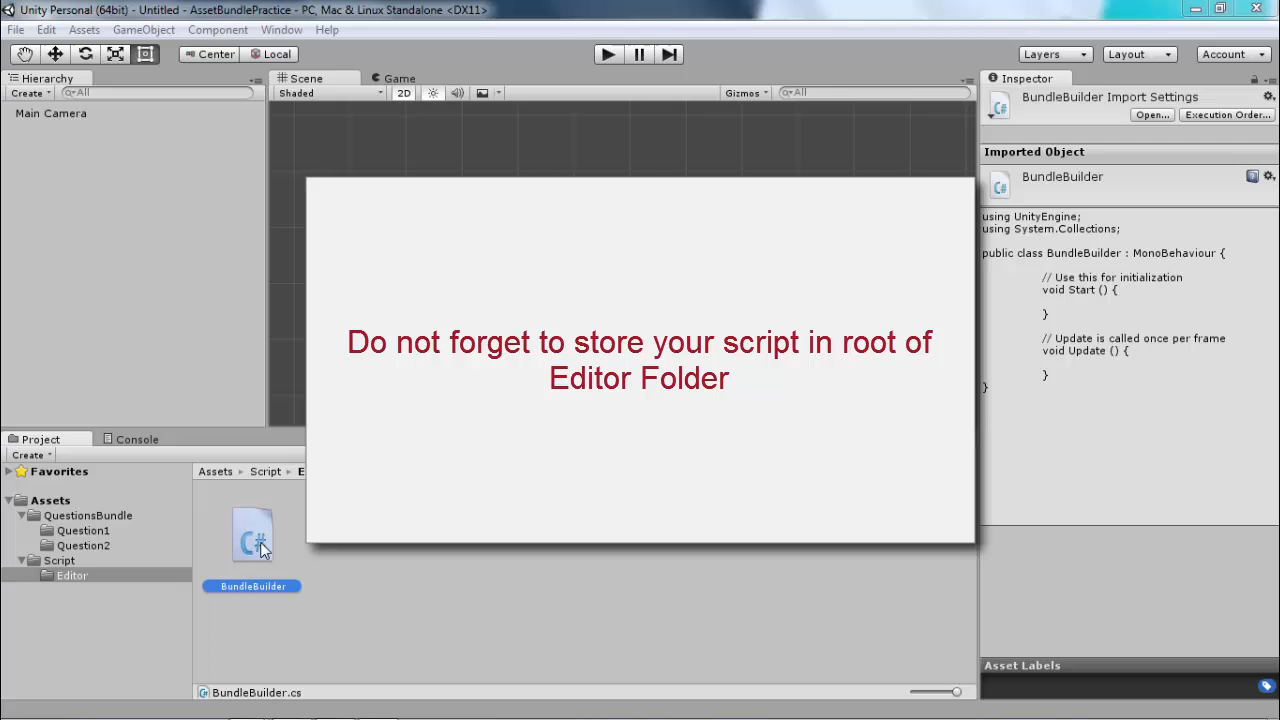 Unity Personal (64bit) - Untitled - AssetBundlePractice - PC, Mac & Linux Standalone <DX11>
File Edit Assets GameObject Component Window Help
Center Local Layers Layout Account
Hierarchy
Create All
Main Camera
Scene Game
Shaded 2D Gizmos All
Inspector
BundleBuilder Import Settings
Open... Execution Order...
Imported Object
BundleBuilder
using UnityEngine;
using System.Collections;
public class BundleBuilder : MonoBehaviour {
// Use this for initialization
void Start () {
}
// Update is called once per frame
void Update () {
}
}
Do not forget to store your script in root of
Editor Folder
Project Console
Create
Favorites
Assets
QuestionsBundle
Question1
Question2
Script
Editor
Assets Script E
C#
BundleBuilder
BundleBuilder.cs
Asset Labels